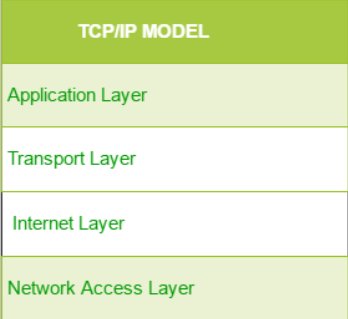 TCP/IP MODEL
Application Layer
Transport Layer
Internet Layer
Network Access Layer